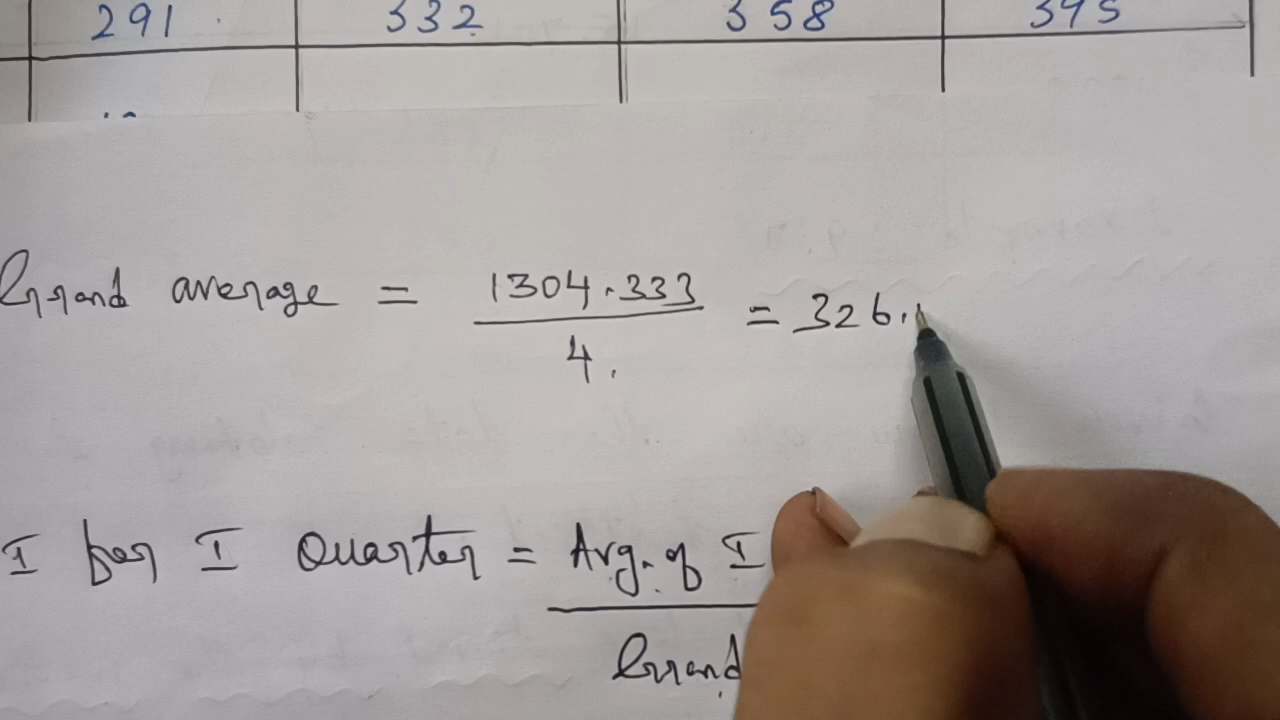 291 332 358 395
Grand average = 1304.333 / 4. = 326.
I for I Quarter = Avg. of I
Grand